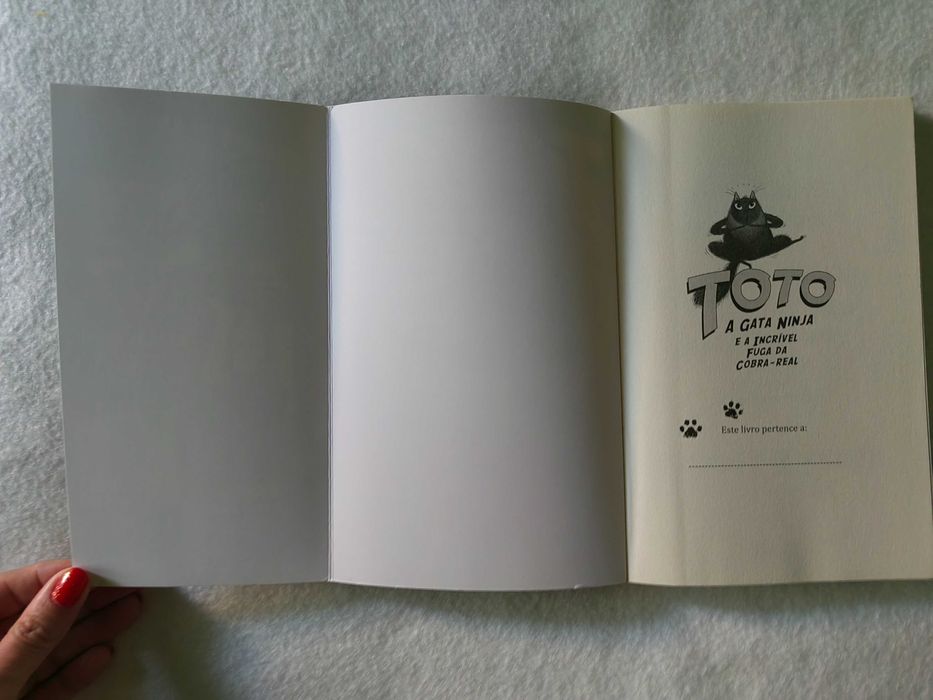 TOTO
A GATA NINJA
E A INCRÍVEL
FUGA DA
COBRA-REAL
Este livro pertence a: